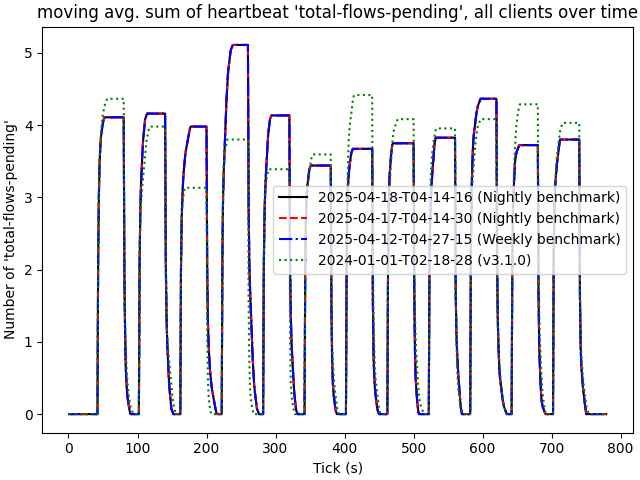 moving avg. sum of heartbeat 'total-flows-pending', all clients over time
Number of 'total-flows-pending'
5
4
3
2
1
0
2025-04-18-T04-14-16 (Nightly benchmark)
2025-04-17-T04-14-30 (Nightly benchmark)
2025-04-12-T04-27-15 (Weekly benchmark)
2024-01-01-T02-18-28 (v3.1.0)
0 100 200 300 400 500 600 700 800
Tick (s)